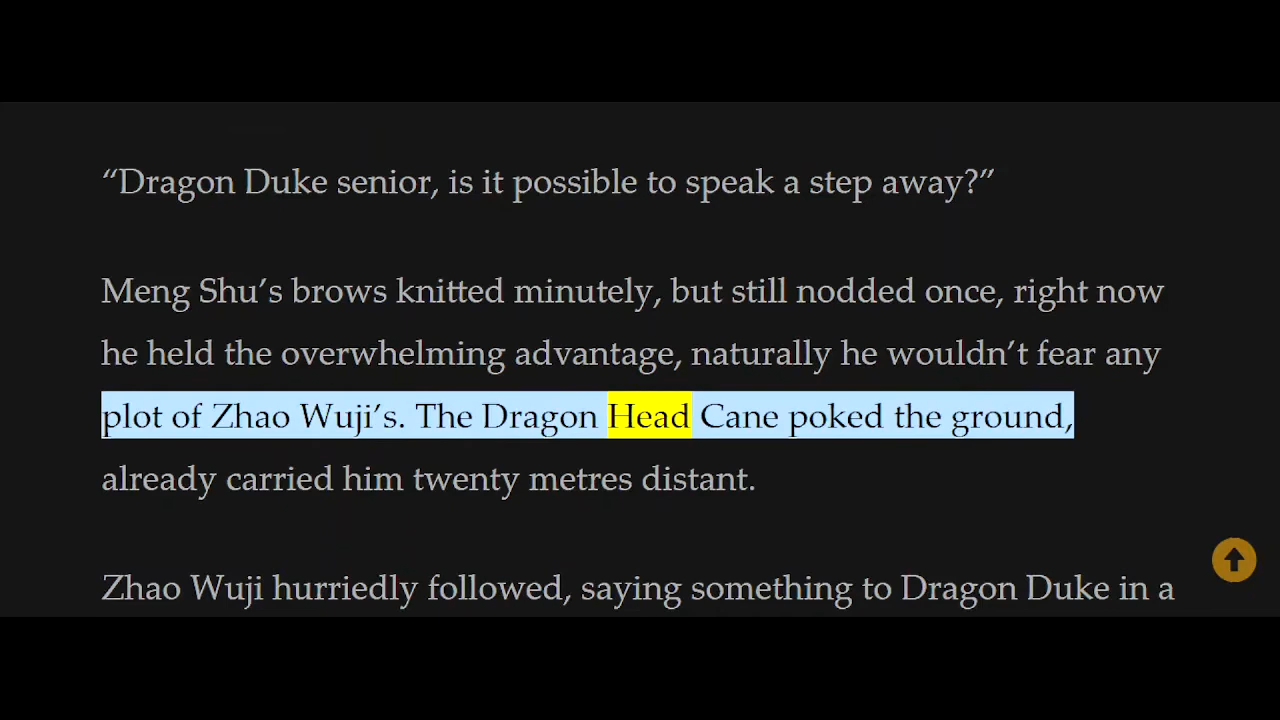 “Dragon Duke senior, is it possible to speak a step away?”
Meng Shu’s brows knitted minutely, but still nodded once, right now
he held the overwhelming advantage, naturally he wouldn’t fear any
plot of Zhao Wuji’s. The Dragon Head Cane poked the ground,
already carried him twenty metres distant.
Zhao Wuji hurriedly followed, saying something to Dragon Duke in a